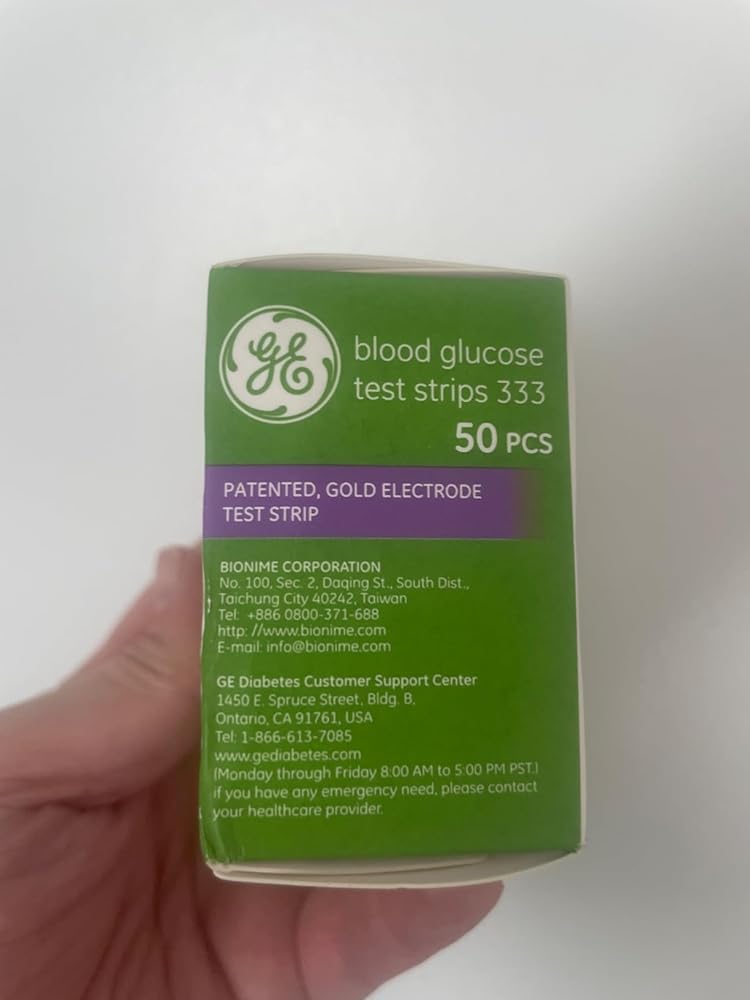 GE
blood glucose
test strips 333
50 PCS
PATENTED, GOLD ELECTRODE
TEST STRIP
BIONIME CORPORATION
No. 100, Sec. 2, Daqing St., South Dist.,
Taichung City 40242, Taiwan
Tel: +886 0800-371-688
http: //www.bionime.com
E-mail: info@bionime.com
GE Diabetes Customer Support Center
1450 E. Spruce Street, Bldg. B,
Ontario, CA 91761, USA
Tel: 1-866-613-7085
www.gediabetes.com
(Monday through Friday 8:00 AM to 5:00 PM PST.)
if you have any emergency need, please contact
your healthcare provider.